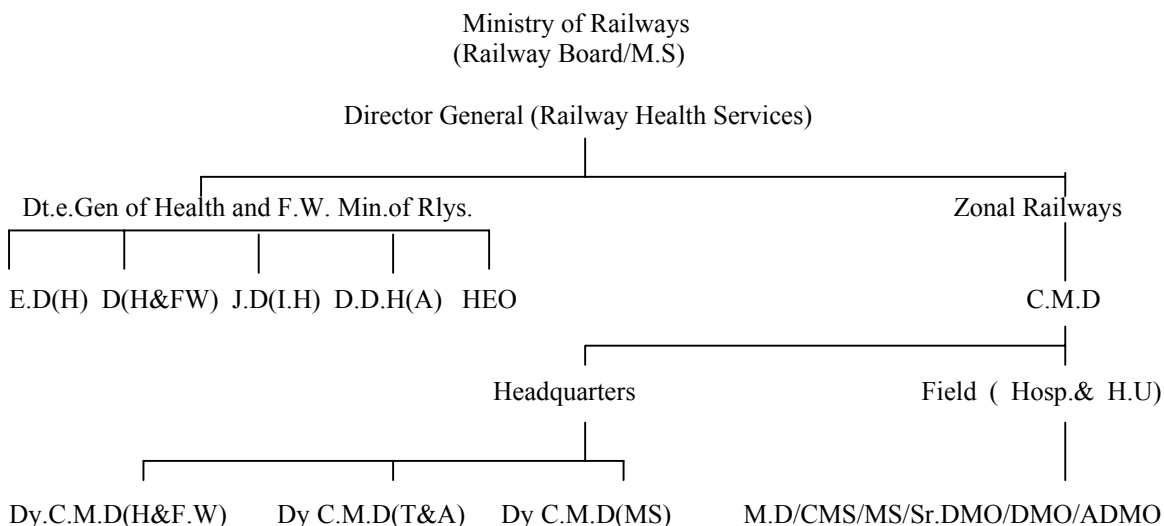 Ministry of Railways
(Railway Board/M.S)
Director General (Railway Health Services)
Dt.e.Gen of Health and F.W. Min.of Rlys.
Zonal Railways
E.D(H) D(H&FW) J.D(I.H) D.D.H(A) HEO
C.M.D
Headquarters
Field ( Hosp.& H.U)
Dy.C.M.D(H&F.W) Dy C.M.D(T&A) Dy C.M.D(MS)
M.D/CMS/MS/Sr.DMO/DMO/ADMO